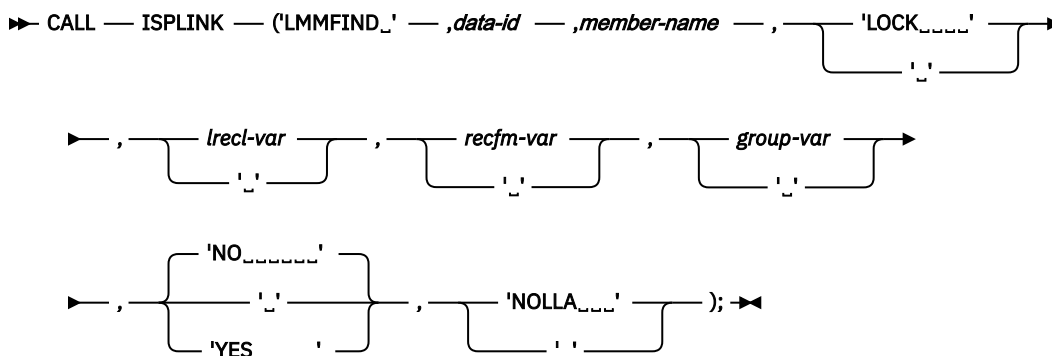 CALL ISPLINK ('LMMFIND␣' ,data-id ,member-name , 'LOCK␣␣␣␣'
'␣'
, lrecl-var , recfm-var , group-var
'␣' '␣' '␣'
'NO␣␣␣␣␣␣'
, '␣' , 'NOLLA␣␣␣' );
'YES ' ' '